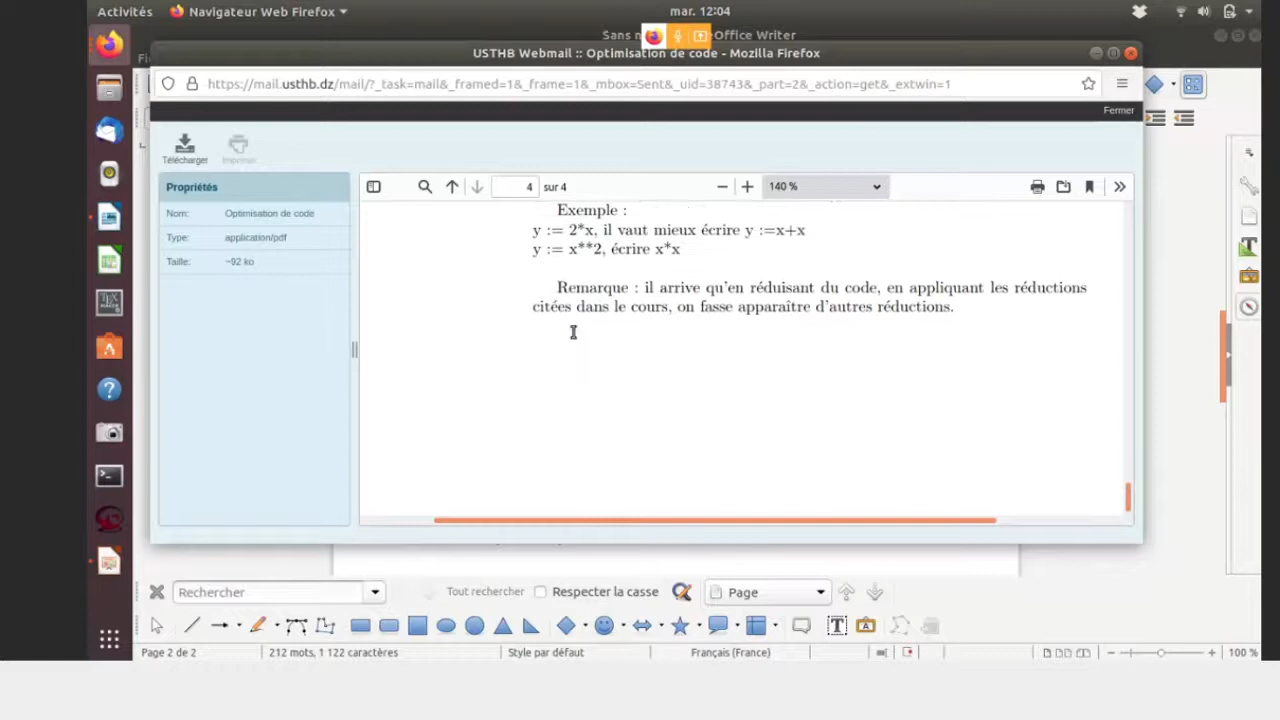 Activités
Navigateur Web Firefox
mar. 12:04
Sans n
eOffice Writer
USTHB Webmail :: Optimisation de code - Mozilla Firefox
https://mail.usthb.dz/mail/?_task=mail&_framed=1&_frame=1&_mbox=Sent&_uid=38743&_part=2&_action=get&_extwin=1
Fermer
Télécharger
Imprimer
Propriétés
Nom: Optimisation de code
Type: application/pdf
Taille: ~92 ko
4 sur 4
140 %
Exemple :
y := 2*x, il vaut mieux écrire y :=x+x
y := x**2, écrire x*x
Remarque : il arrive qu'en réduisant du code, en appliquant les réductions
citées dans le cours, on fasse apparaître d'autres réductions.
Rechercher
Tout rechercher
Respecter la casse
Page
Page 2 de 2
212 mots, 1 122 caractères
Style par défaut
Français (France)
100 %